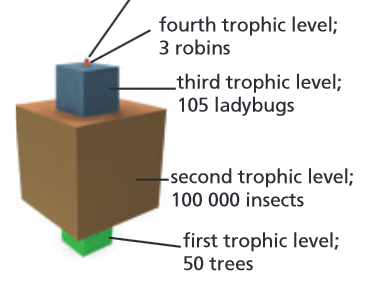 fourth trophic level;
3 robins
third trophic level;
105 ladybugs
second trophic level;
100 000 insects
first trophic level;
50 trees